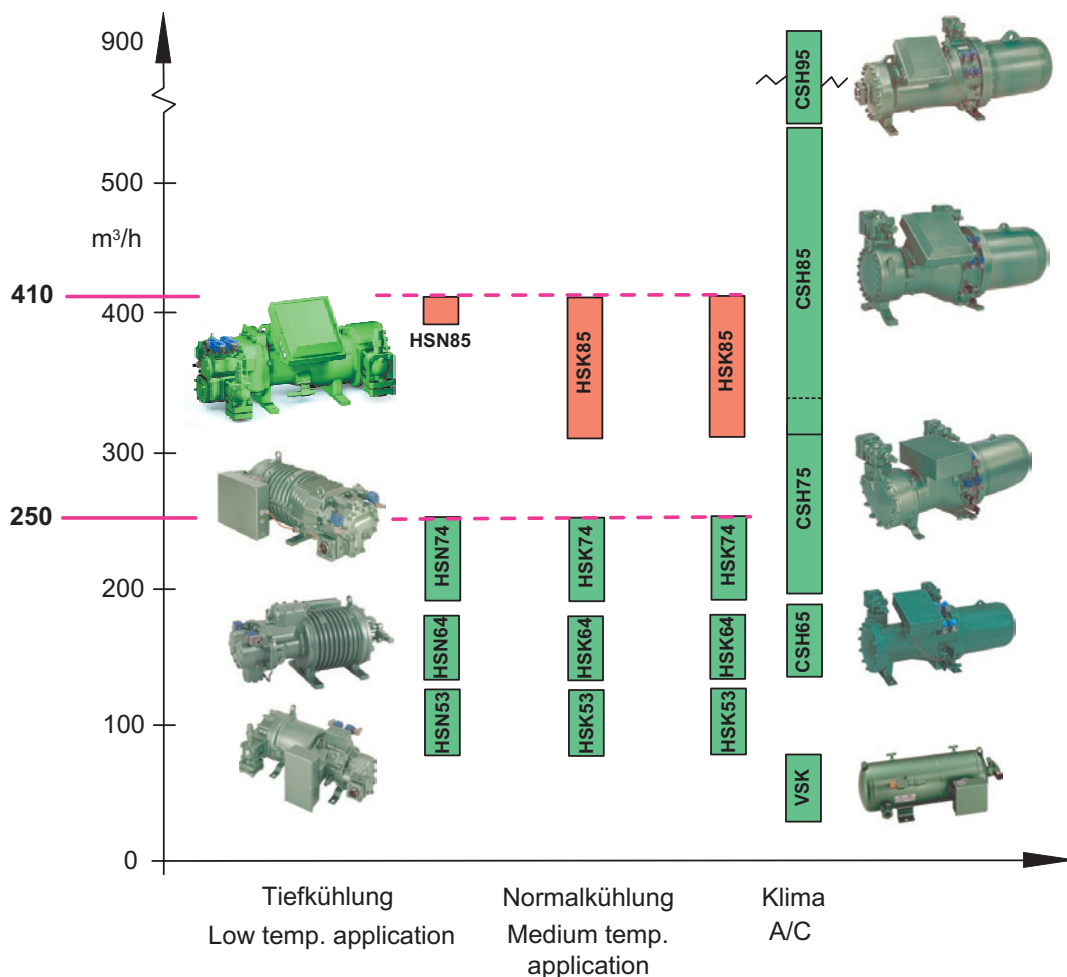 900
CSH95
500
m³/h
CSH85
410
400
HSN85
HSK85
HSK85
300
CSH75
250
HSN74
HSK74
HSK74
200
HSN64
HSK64
HSK64
CSH65
HSN53
HSK53
HSK53
100
VSK
0
Tiefkühlung
Normalkühlung
Klima
Low temp. application
Medium temp.
A/C
application